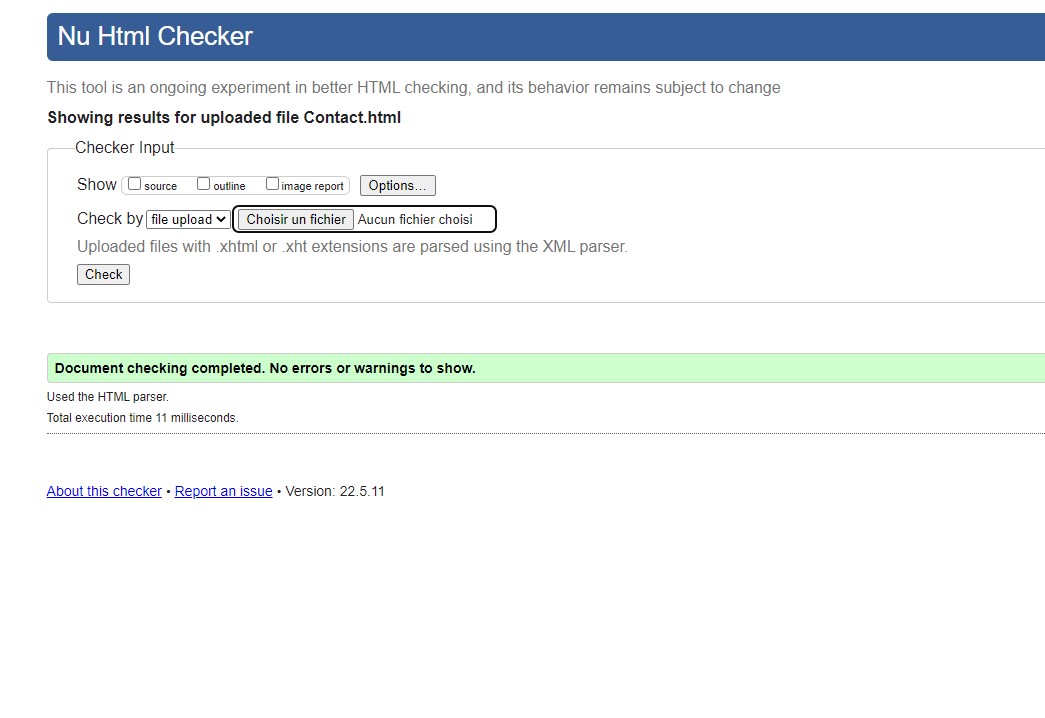 Nu Html Checker
This tool is an ongoing experiment in better HTML checking, and its behavior remains subject to change
Showing results for uploaded file Contact.html
Checker Input
Show source outline image report Options...
Check by file upload Choisir un fichier Aucun fichier choisi
Uploaded files with .xhtml or .xht extensions are parsed using the XML parser.
Check
Document checking completed. No errors or warnings to show.
Used the HTML parser.
Total execution time 11 milliseconds.
About this checker • Report an issue • Version: 22.5.11